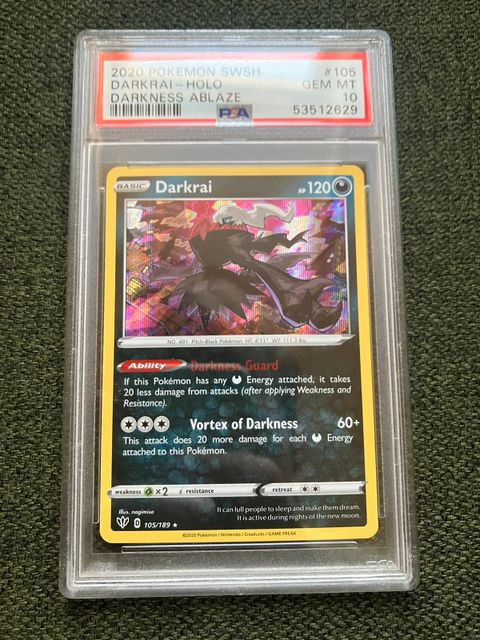 2020 POKEMON SWSH #105
DARKRAI-HOLO GEM MT
DARKNESS ABLAZE 10
PSA 53512629
BASIC Darkrai HP 120
NO. 491 Pitch-Black Pokémon HT. 4'11" WT. 111.3 lbs.
Ability Darkness Guard
If this Pokémon has any Energy attached, it takes
20 less damage from attacks (after applying Weakness and
Resistance).
Vortex of Darkness 60+
This attack does 20 more damage for each Energy
attached to this Pokémon.
weakness ×2 resistance retreat
Illus. nagimiso
It can lull people to sleep and make them dream.
It is active during nights of the new moon.
D 105/189 ★
©2020 Pokémon / Nintendo / Creatures / GAME FREAK